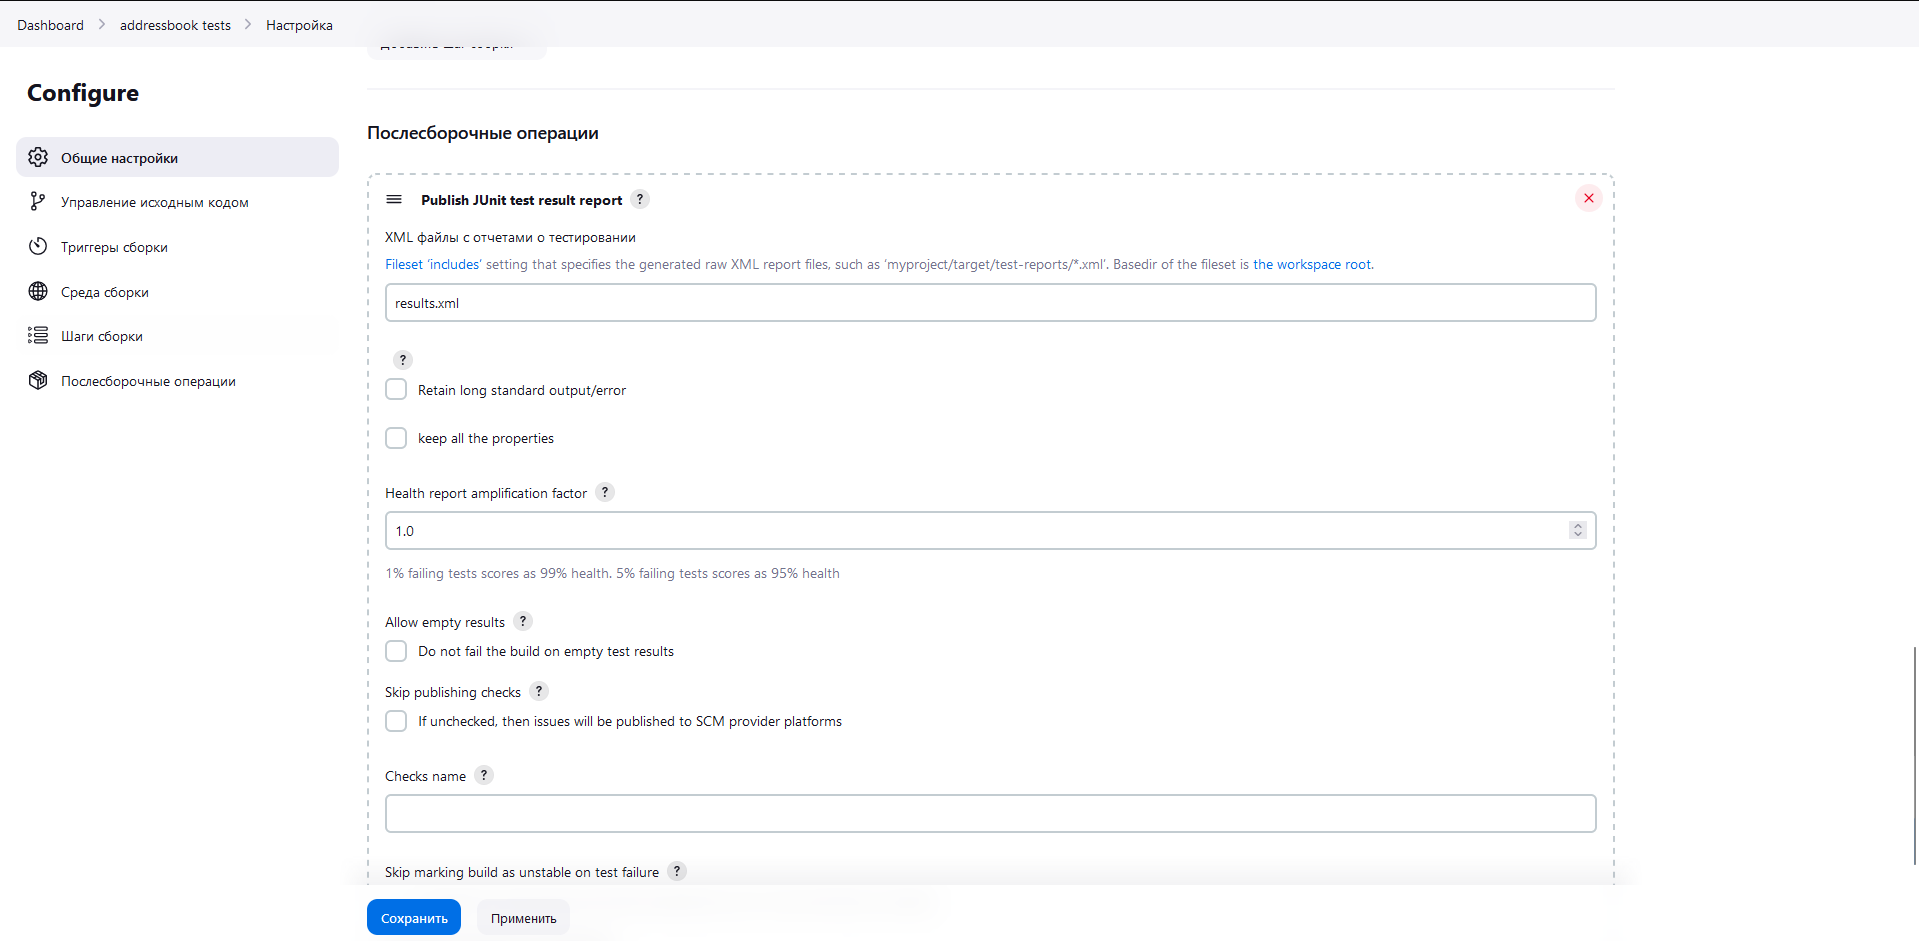 Dashboard
addressbook tests
Настройка
Добавить шаг сборки
Configure
Общие настройки
Управление исходным кодом
Триггеры сборки
Среда сборки
Шаги сборки
Послесборочные операции
Послесборочные операции
Publish JUnit test result report ?
XML файлы с отчетами о тестировании
Fileset ‘includes’ setting that specifies the generated raw XML report files, such as ‘myproject/target/test-reports/*.xml’. Basedir of the fileset is the workspace root.
results.xml
?
Retain long standard output/error
keep all the properties
Health report amplification factor ?
1.0
1% failing tests scores as 99% health. 5% failing tests scores as 95% health
Allow empty results ?
Do not fail the build on empty test results
Skip publishing checks ?
If unchecked, then issues will be published to SCM provider platforms
Checks name ?
Skip marking build as unstable on test failure ?
Сохранить
Применить